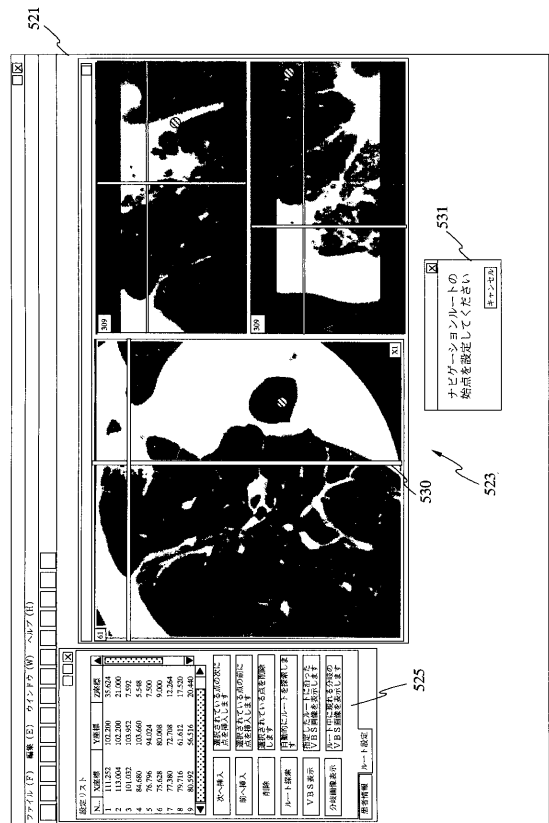 521
ファイル (F) 編集 (E) ウインドウ (W) ヘルプ (H)
設定リスト
N... X座標 Y座標 Z座標
1 111.252 102.200 35.624
2 113.004 102.200 21.000
3 101.032 103.952 7.592
4 84.680 103.660 5.548
5 76.796 94.024 7.500
6 75.628 80.008 9.000
7 77.380 72.708 12.264
8 79.716 61.612 17.520
9 80.592 56.516 20.440
次へ挿入 選択されている点の次に
点を挿入します
前へ挿入 選択されている点の前に
点を挿入します
削除 選択されている点を削除
します
ルート探索 自動的にルートを探索しま
す
VBS表示 指定したルートに沿った
VBS画像を表示します
分岐画像表示 ルート中に現れる分岐の
VBS画像を表示します
患者情報 ルート設定
525
61
X1
309
309
530
523
ナビゲーションルートの
始点を設定してください
キャンセル
531